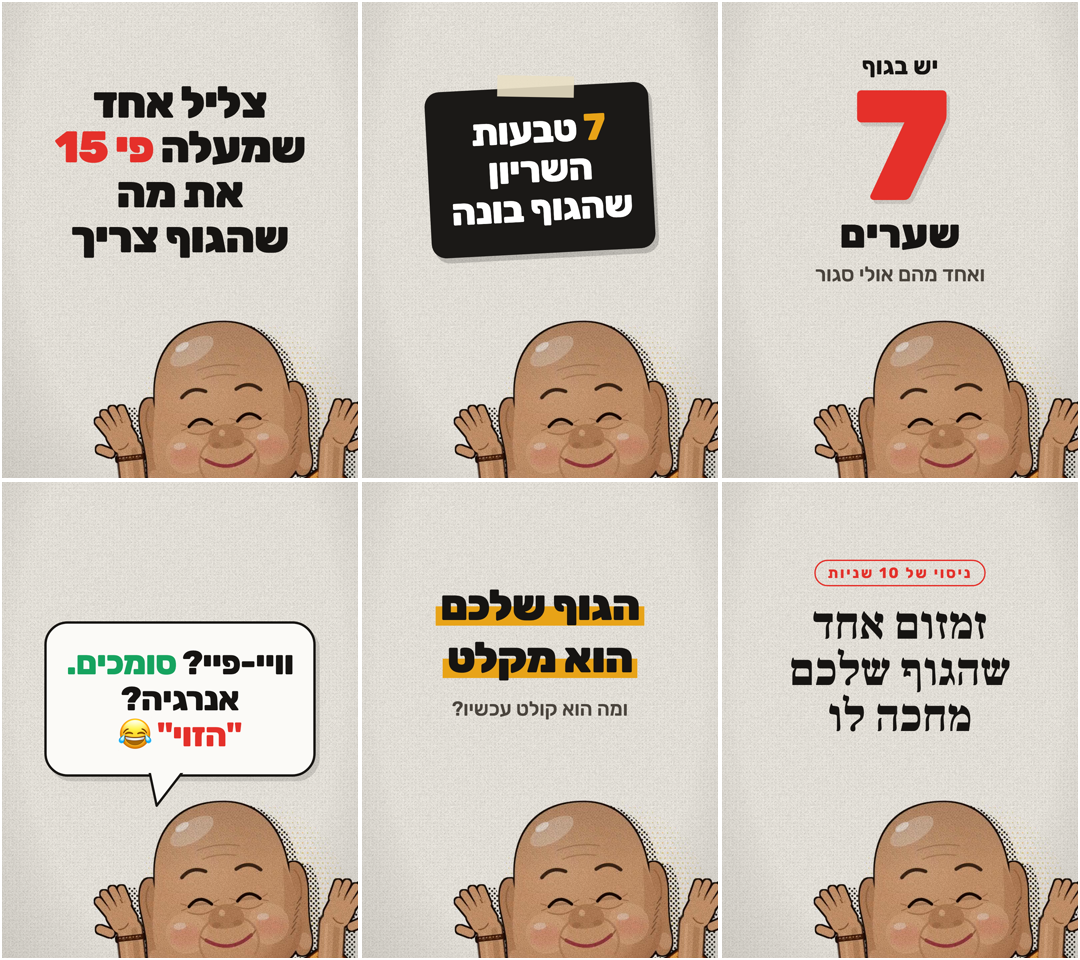 יש בגוף
7
שערים
ואחד מהם אולי סגור
7 טבעות
השריון
שהגוף בונה
צליל אחד
שמעלה פי 15
את מה
שהגוף צריך
ניסוי של 10 שניות
זמזום אחד
שהגוף שלכם
מחכה לו
הגוף שלכם
הוא מקלט
ומה הוא קולט עכשיו?
וויי-פיי? סומכים.
אנרגיה?
"הזוי" 😂